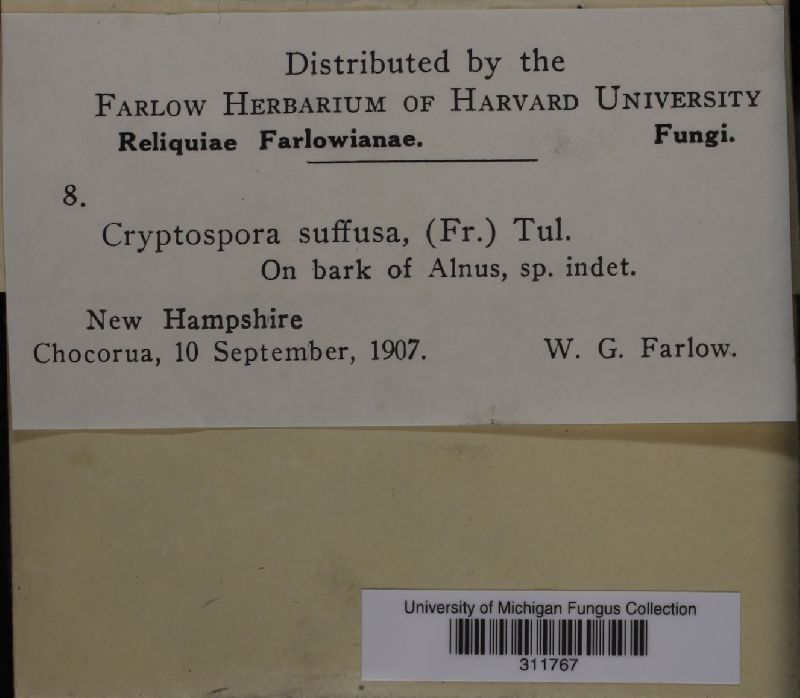 Distributed by the
FARLOW HERBARIUM OF HARVARD UNIVERSITY
Reliquiae Farlowianae. Fungi.
8.
Cryptospora suffusa, (Fr.) Tul.
On bark of Alnus, sp. indet.
New Hampshire
Chocorua, 10 September, 1907. W. G. Farlow.
University of Michigan Fungus Collection
311767